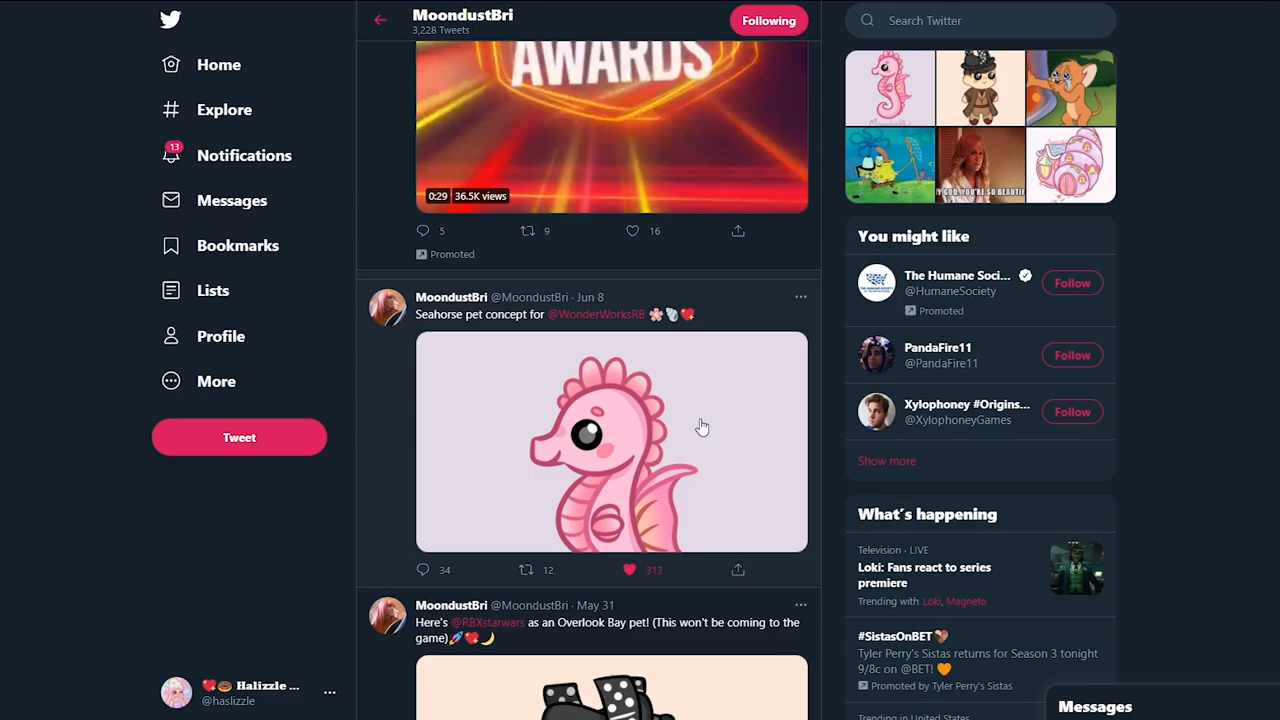 Home
Explore
13
Notifications
Messages
Bookmarks
Lists
Profile
More
Tweet
Halizzle ...
@haslizzle
MoondustBri
3,228 Tweets
Following
AWARDS
0:29 36.5K views
5 9 16
Promoted
MoondustBri @MoondustBri · Jun 8
Seahorse pet concept for @WonderWorksRB
34 12 313
MoondustBri @MoondustBri · May 31
Here's @RBXstarwars as an Overlook Bay pet! (This won't be coming to the
game)
Search Twitter
Y GOD, YOU'RE SO BEAUTIF
You might like
The Humane Soci...
@HumaneSociety
Promoted
Follow
PandaFire11
@PandaFire11
Follow
Xylophoney #Origins...
@XylophoneyGames
Follow
Show more
What's happening
Television · LIVE
Loki: Fans react to series
premiere
Trending with Loki, Magneto
#SistasOnBET
Tyler Perry's Sistas returns for Season 3 tonight
9/8c on @BET!
Promoted by Tyler Perry's Sistas
Trending in United States
Messages